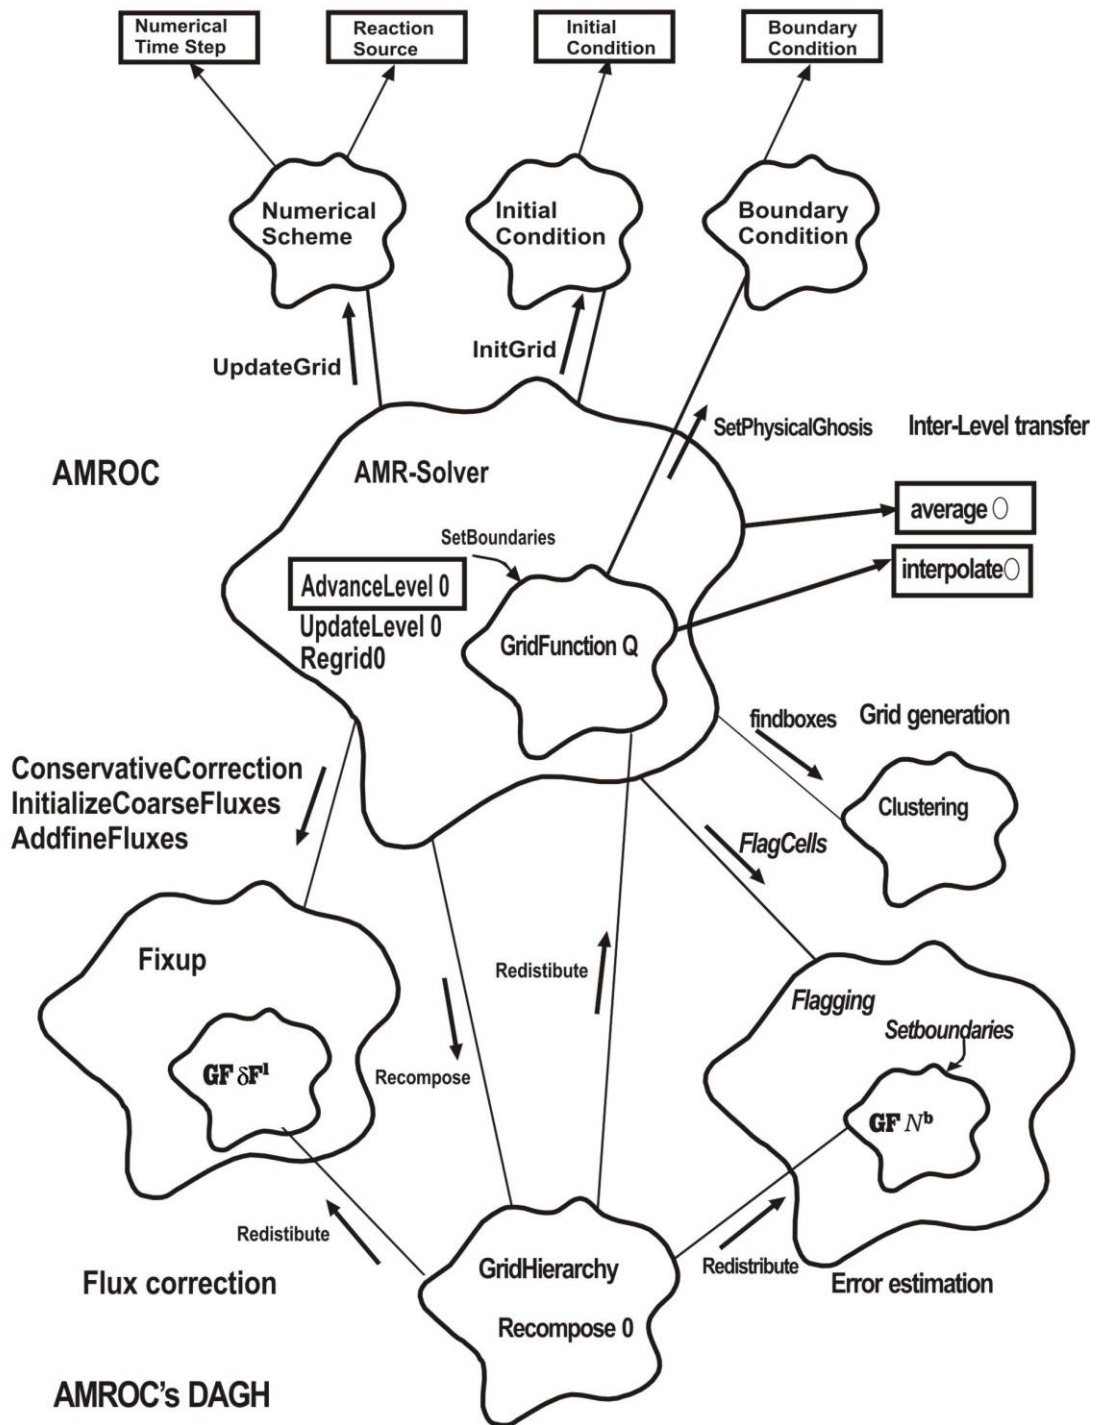 Numerical
Time Step
Reaction
Source
Initial
Condition
Boundary
Condition
Numerical
Scheme
Initial
Condition
Boundary
Condition
UpdateGrid
InitGrid
SetPhysicalGhosis
Inter-Level transfer
AMROC
AMR-Solver
average O
SetBoundaries
interpolateO
AdvanceLevel 0
UpdateLevel 0
Regrid0
GridFunction Q
findboxes
Grid generation
ConservativeCorrection
InitializeCoarseFluxes
AddfineFluxes
Clustering
FlagCells
Fixup
Redistibute
Flagging
Setboundaries
GF δFˡ
Recompose
GF Nᵇ
Redistibute
GridHierarchy
Redistribute
Flux correction
Error estimation
Recompose 0
AMROC's DAGH